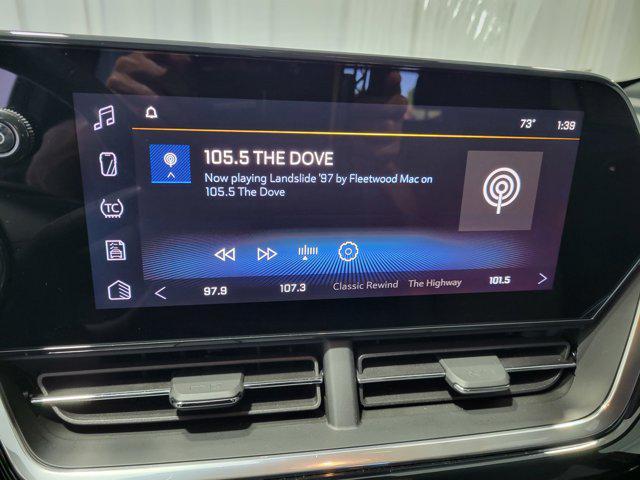 73° 1:39
105.5 THE DOVE
Now playing Landslide '97 by Fleetwood Mac on
105.5 The Dove
TC
97.9 107.3 Classic Rewind The Highway 101.5